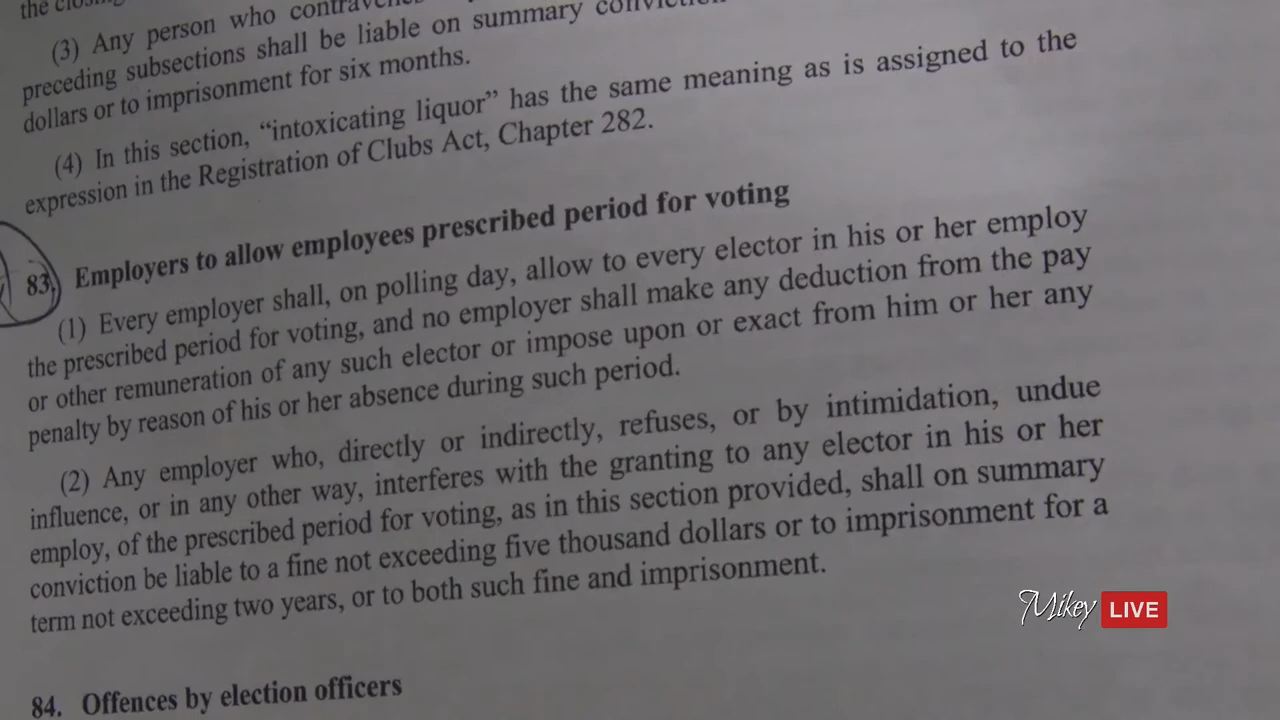 the
(3) Any person who
preceding subsections shall be liable on summary
dollars or to imprisonment for six months.
(4) In this section, “intoxicating liquor” has the same meaning as is assigned to the
expression in the Registration of Clubs Act, Chapter 282.
83. Employers to allow employees prescribed period for voting
(1) Every employer shall, on polling day, allow to every elector in his or her employ
the prescribed period for voting, and no employer shall make any deduction from the pay
or other remuneration of any such elector or impose upon or exact from him or her any
penalty by reason of his or her absence during such period.
(2) Any employer who, directly or indirectly, refuses, or by intimidation, undue
influence, or in any other way, interferes with the granting to any elector in his or her
employ, of the prescribed period for voting, as in this section provided, shall on summary
conviction be liable to a fine not exceeding five thousand dollars or to imprisonment for a
term not exceeding two years, or to both such fine and imprisonment.
Mikey LIVE
84. Offences by election officers